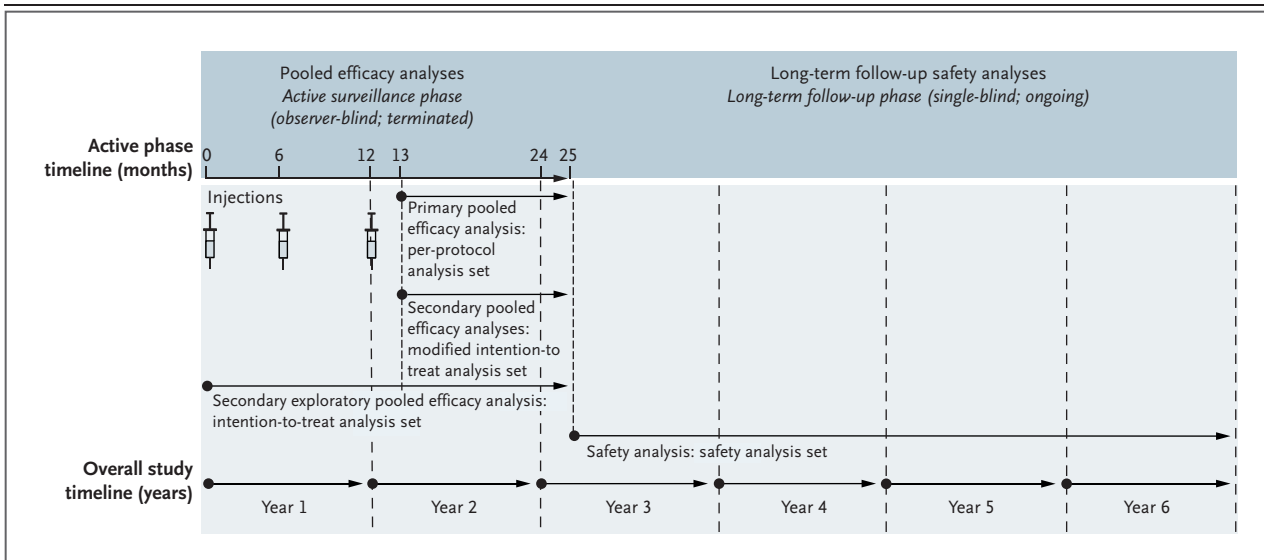 Pooled efficacy analyses
Active surveillance phase
(observer-blind; terminated)
Long-term follow-up safety analyses
Long-term follow-up phase (single-blind; ongoing)
Active phase
timeline (months)
0 6 12 13 24 25
Injections
Primary pooled
efficacy analysis:
per-protocol
analysis set
Secondary pooled
efficacy analyses:
modified intention-to
treat analysis set
Secondary exploratory pooled efficacy analysis:
intention-to-treat analysis set
Safety analysis: safety analysis set
Overall study
timeline (years)
Year 1 Year 2 Year 3 Year 4 Year 5 Year 6